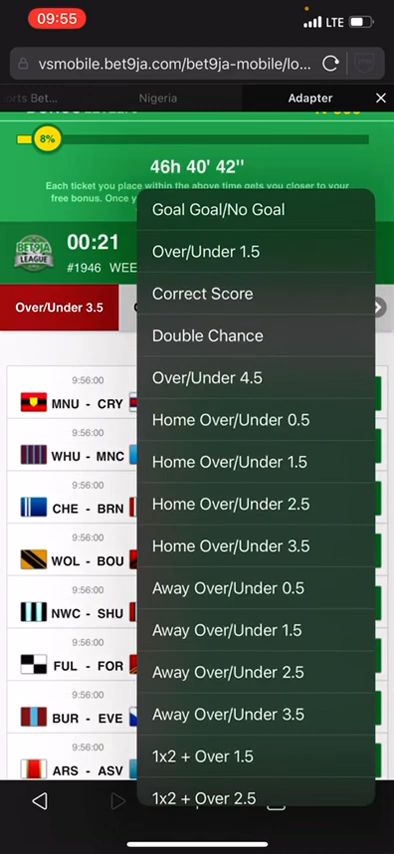 09:55
LTE
vsmobile.bet9ja.com/bet9ja-mobile/lo...
orts Bet...
Nigeria
Adapter
8%
46h 40' 42"
Each ticket you place within the above time gets you closer to your
free bonus. Once y
BET9JA
LEAGUE
00:21
#1946 WEE
Over/Under 3.5
Goal Goal/No Goal
Over/Under 1.5
Correct Score
Double Chance
Over/Under 4.5
Home Over/Under 0.5
Home Over/Under 1.5
Home Over/Under 2.5
Home Over/Under 3.5
Away Over/Under 0.5
Away Over/Under 1.5
Away Over/Under 2.5
Away Over/Under 3.5
1x2 + Over 1.5
1x2 + Over 2.5
9:56:00
MNU - CRY
9:56:00
WHU - MNC
9:56:00
CHE - BRN
9:56:00
WOL - BOU
9:56:00
NWC - SHU
9:56:00
FUL - FOR
9:56:00
BUR - EVE
9:56:00
ARS - ASV